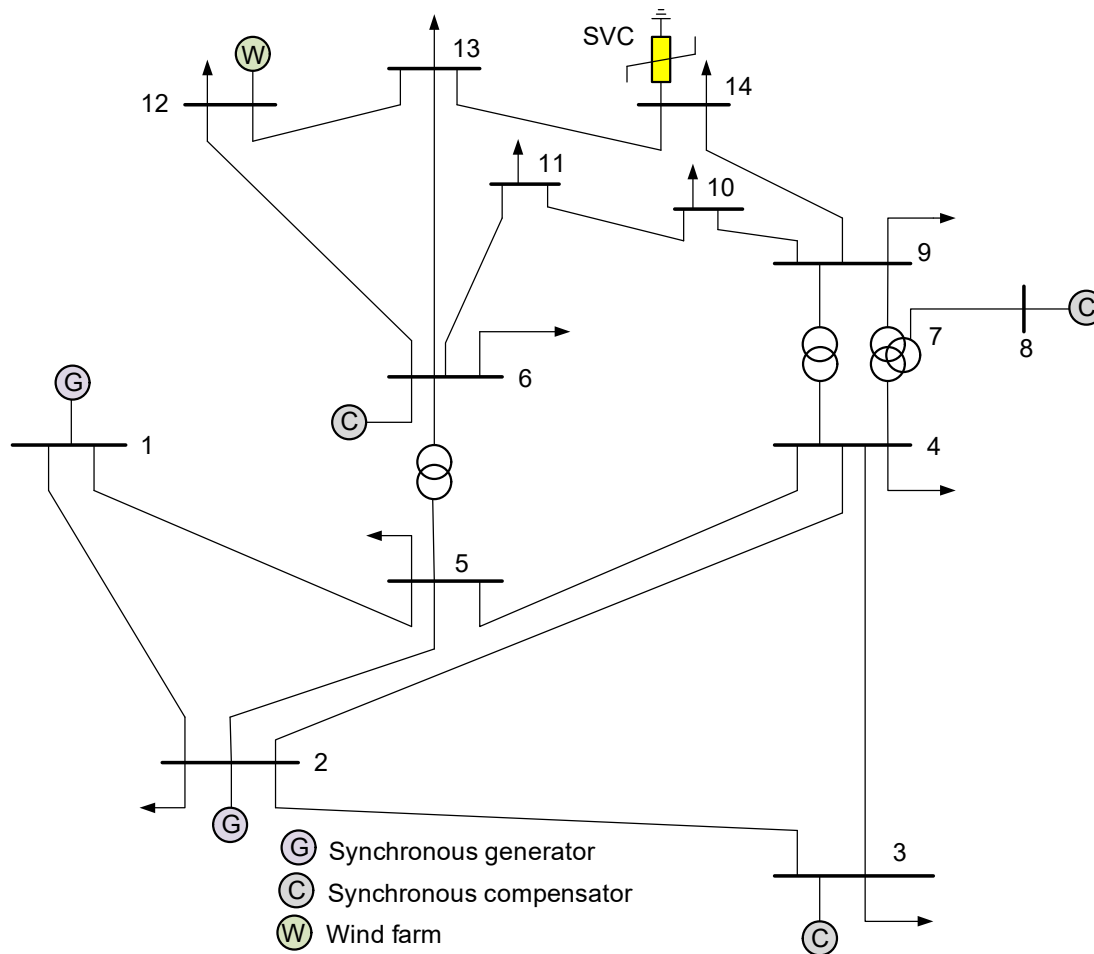 SVC
13
W
12
14
11
10
9
C
7
8
G
6
C
1
4
5
2
G
G Synchronous generator
3
C Synchronous compensator
W Wind farm
C